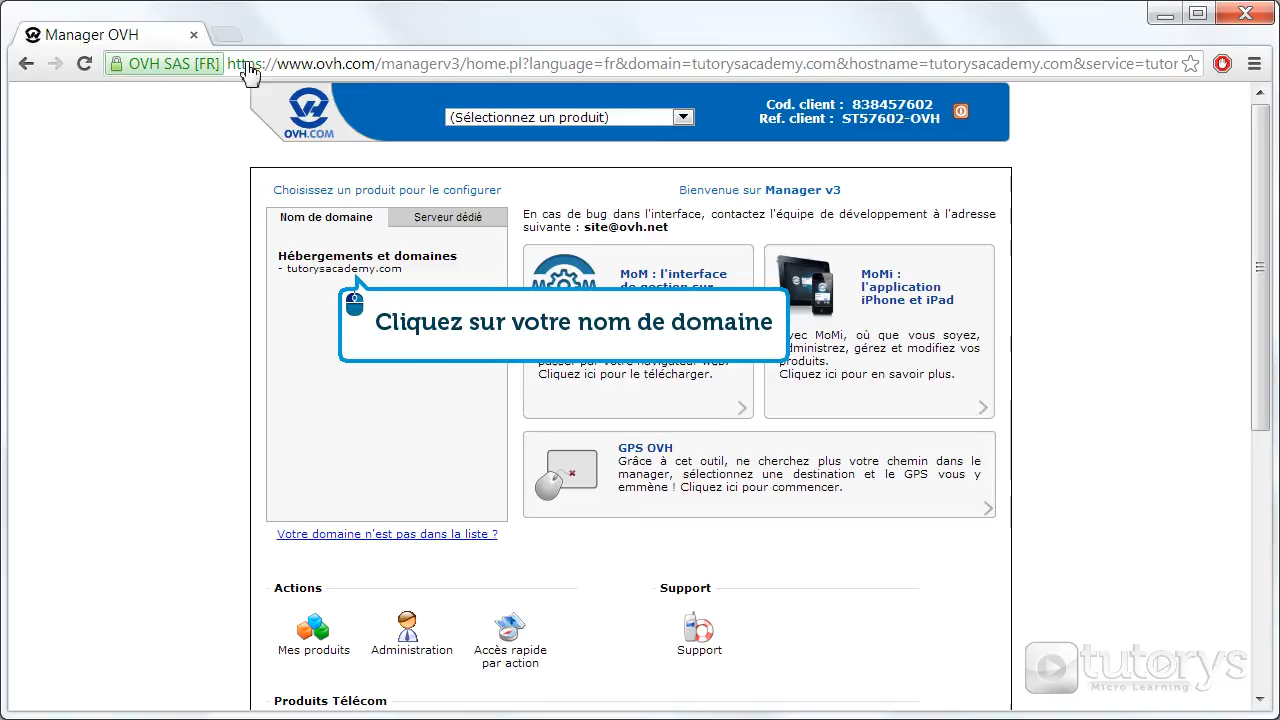 Manager OVH
OVH SAS [FR] https://www.ovh.com/managerv3/home.pl?language=fr&domain=tutorysacademy.com&hostname=tutorysacademy.com&service=tutor
OVH.COM
(Sélectionnez un produit)
Cod. client : 838457602
Ref. client : ST57602-OVH
Choisissez un produit pour le configurer
Bienvenue sur Manager v3
Nom de domaine
Serveur dédié
Hébergements et domaines
- tutorysacademy.com
En cas de bug dans l'interface, contactez l'équipe de développement à l'adresse
suivante : site@ovh.net
MoM : l'interface
de gestion sur
Cliquez sur votre nom de domaine
Cliquez ici pour le télécharger.
MoMi :
l'application
iPhone et iPad
avec MoMi, où que vous soyez,
administrez, gérez et modifiez vos
produits.
Cliquez ici pour en savoir plus.
GPS OVH
Grâce à cet outil, ne cherchez plus votre chemin dans le
manager, sélectionnez une destination et le GPS vous y
emmène ! Cliquez ici pour commencer.
Votre domaine n'est pas dans la liste ?
Actions
Mes produits
Administration
Accès rapide
par action
Support
Support
Produits Télécom
tutorys
Micro Learning